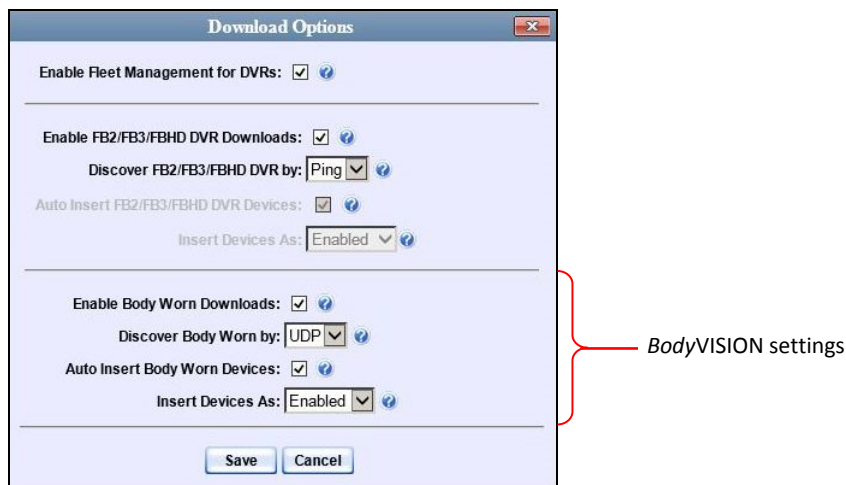 Download Options
Enable Fleet Management for DVRs:
Enable FB2/FB3/FBHD DVR Downloads:
Discover FB2/FB3/FBHD DVR by: Ping
Auto Insert FB2/FB3/FBHD DVR Devices:
Insert Devices As: Enabled
Enable Body Worn Downloads:
Discover Body Worn by: UDP
Auto Insert Body Worn Devices:
Insert Devices As: Enabled
BodyVISION settings
Save Cancel